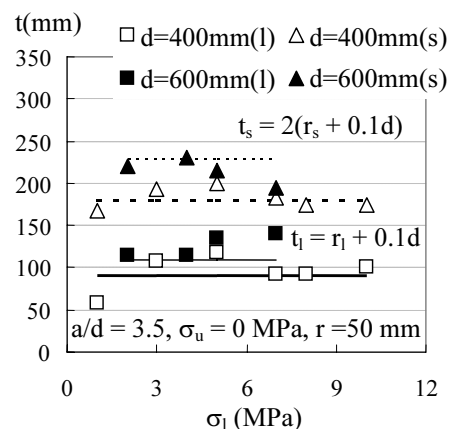 t(mm)
□ d=400mm(l) △ d=400mm(s)
■ d=600mm(l) ▲ d=600mm(s)
350
300
250
200
150
100
50
0
tₛ = 2(rₛ + 0.1d)
tₗ = rₗ + 0.1d
a/d = 3.5, σᵤ = 0 MPa, r =50 mm
0 3 6 9 12
σₗ (MPa)